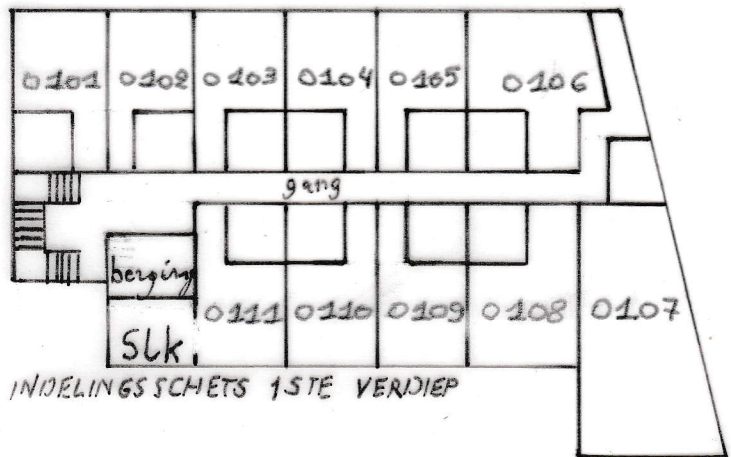 0101 0102 0103 0104 0105 0106
gang
berging
0111 0110 0109 0108 0107
Slk.
INDELINGSSCHETS 1STE VERDIEP